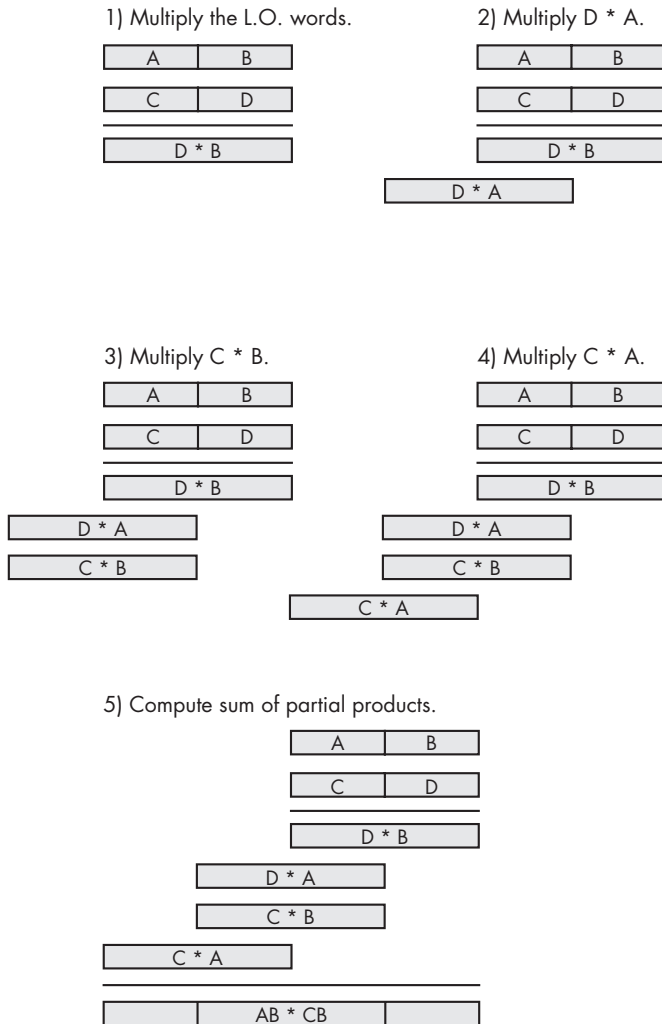 1) Multiply the L.O. words.
A B
C D
D * B
2) Multiply D * A.
A B
C D
D * B
D * A
3) Multiply C * B.
A B
C D
D * B
D * A
C * B
4) Multiply C * A.
A B
C D
D * B
D * A
C * B
C * A
5) Compute sum of partial products.
A B
C D
D * B
D * A
C * B
C * A
AB * CB